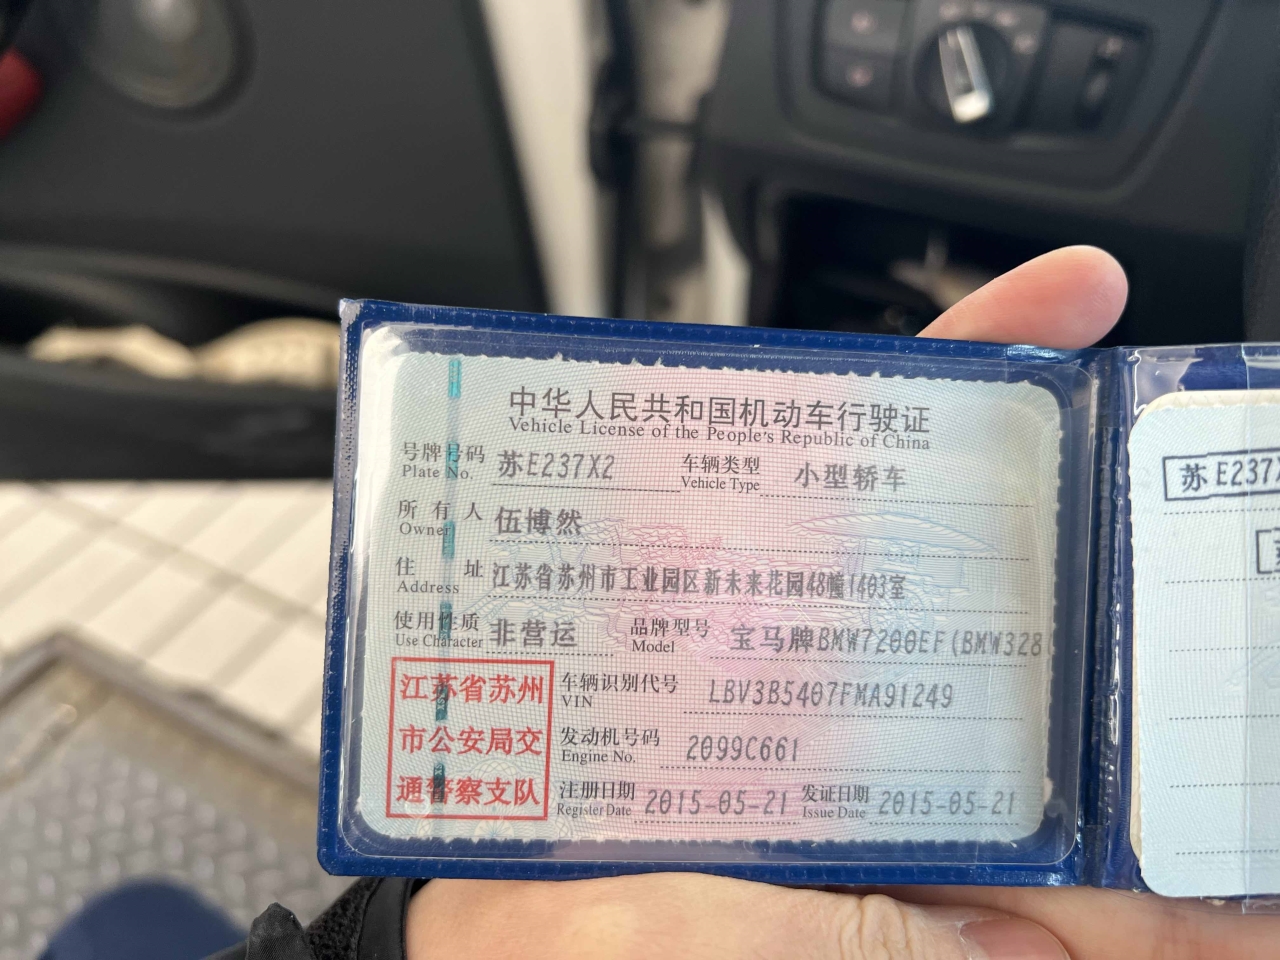 中华人民共和国机动车行驶证
Vehicle License of the People's Republic of China
号牌号码 苏E237X2 车辆类型 小型轿车
Plate No. Vehicle Type
所有人 伍博然
Owner
住址 江苏省苏州市工业园区新未来花园48幢1403室
Address
使用性质 非营运 品牌型号 宝马牌BMW7200EF(BMW328
Use Character Model
江苏省苏州
市公安局交
通警察支队
车辆识别代号 LBV3B5407FMA91249
VIN
发动机号码 2099C661
Engine No.
注册日期 2015-05-21 发证日期 2015-05-21
Register Date Issue Date
苏E237